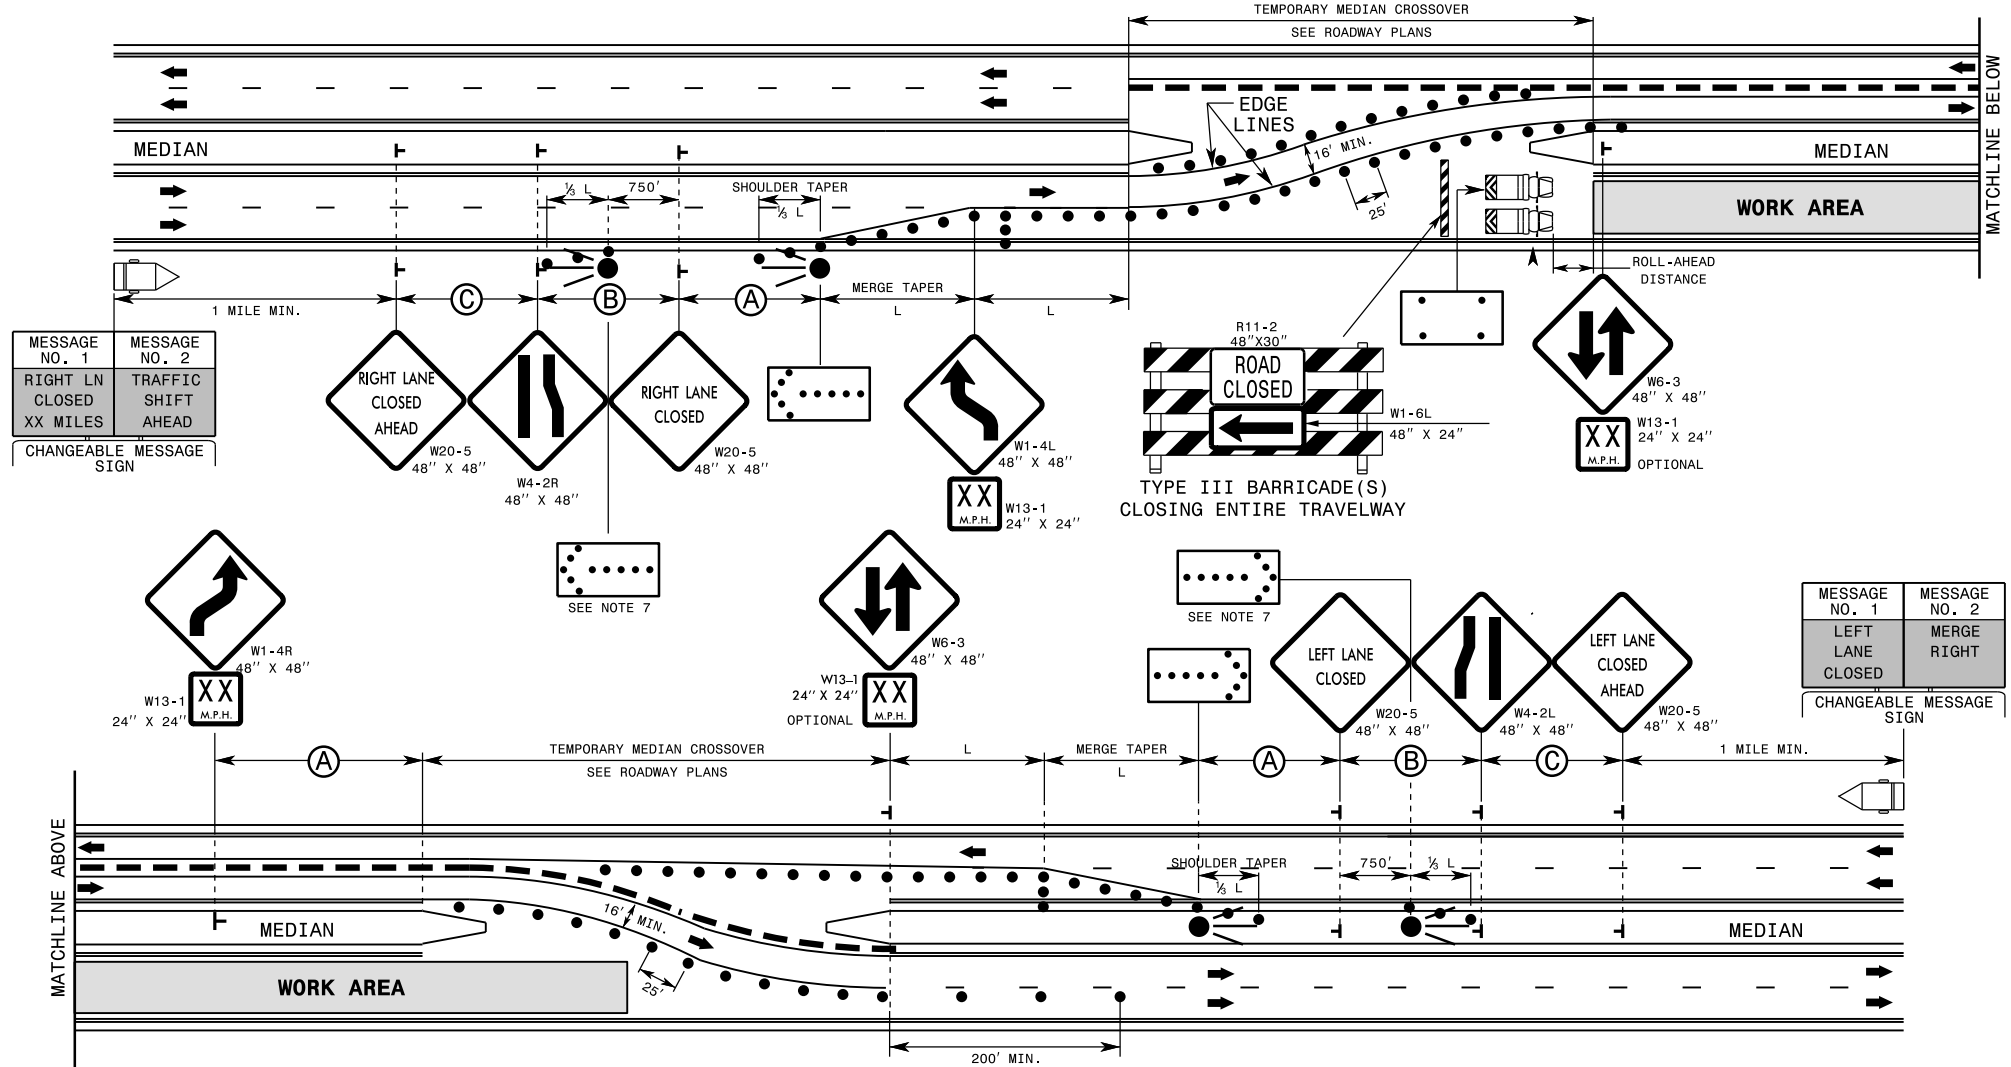 TEMPORARY MEDIAN CROSSOVER
SEE ROADWAY PLANS
MATCHLINE BELOW
EDGE
LINES
MEDIAN
16' MIN.
MEDIAN
⅓ L
750'
SHOULDER TAPER
⅓ L
25'
WORK AREA
ROLL-AHEAD
DISTANCE
1 MILE MIN.
C
B
A
MERGE TAPER
L
L
MESSAGE
NO. 1
MESSAGE
NO. 2
RIGHT LN
CLOSED
XX MILES
TRAFFIC
SHIFT
AHEAD
CHANGEABLE MESSAGE
SIGN
RIGHT LANE
CLOSED
AHEAD
W20-5
48'' X 48''
W4-2R
48'' X 48''
RIGHT LANE
CLOSED
W20-5
48'' X 48''
W1-4L
48'' X 48''
XX
M.P.H.
W13-1
24'' X 24''
R11-2
48"X30"
ROAD
CLOSED
W1-6L
48" X 24"
TYPE III BARRICADE(S)
CLOSING ENTIRE TRAVELWAY
W6-3
48'' X 48''
XX
M.P.H.
W13-1
24'' X 24''
OPTIONAL
W1-4R
48'' X 48''
XX
M.P.H.
W13-1
24'' X 24''
SEE NOTE 7
W6-3
48'' X 48''
W13-1
24'' X 24''
OPTIONAL
XX
M.P.H.
SEE NOTE 7
LEFT LANE
CLOSED
W20-5
48'' X 48''
W4-2L
48'' X 48''
LEFT LANE
CLOSED
AHEAD
W20-5
48'' X 48''
MESSAGE
NO. 1
MESSAGE
NO. 2
LEFT
LANE
CLOSED
MERGE
RIGHT
CHANGEABLE MESSAGE
SIGN
A
TEMPORARY MEDIAN CROSSOVER
SEE ROADWAY PLANS
L
MERGE TAPER
L
A
B
C
1 MILE MIN.
MATCHLINE ABOVE
SHOULDER TAPER
⅓ L
750'
⅓ L
MEDIAN
16' MIN.
MEDIAN
WORK AREA
25'
200' MIN.